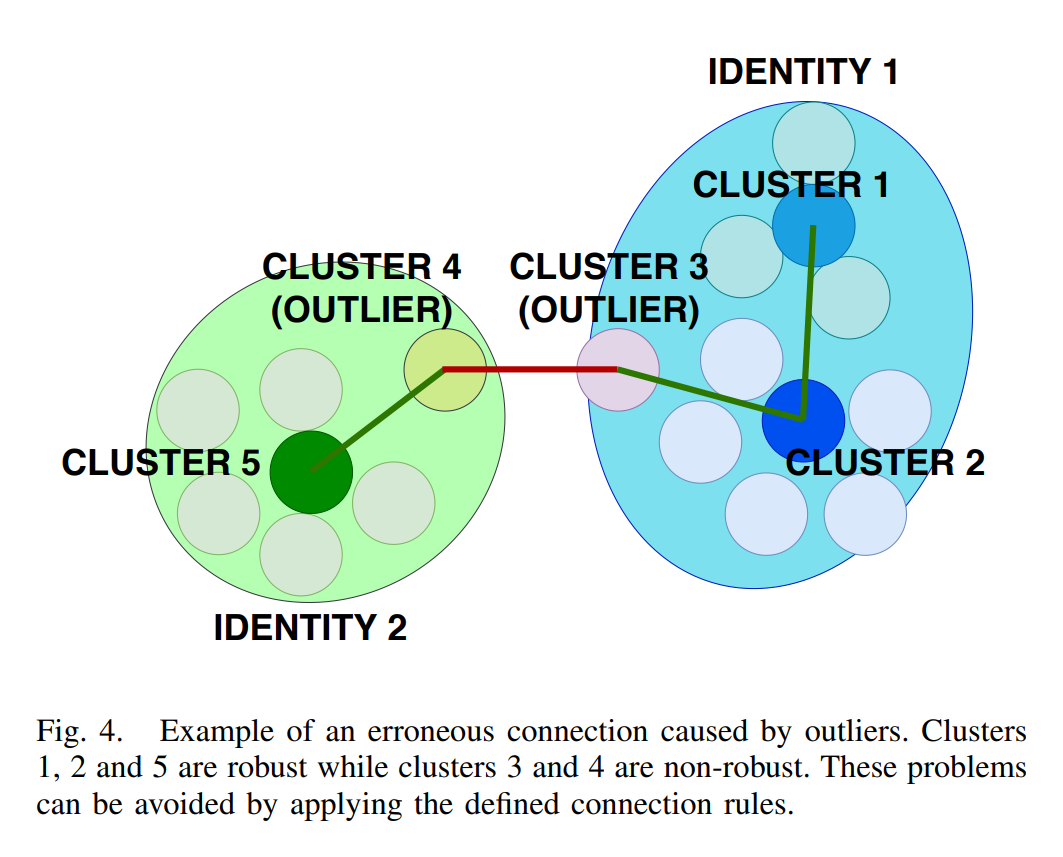 IDENTITY 1
CLUSTER 1
CLUSTER 4
(OUTLIER)
CLUSTER 3
(OUTLIER)
CLUSTER 5
CLUSTER 2
IDENTITY 2
Fig. 4. Example of an erroneous connection caused by outliers. Clusters
1, 2 and 5 are robust while clusters 3 and 4 are non-robust. These problems
can be avoided by applying the defined connection rules.